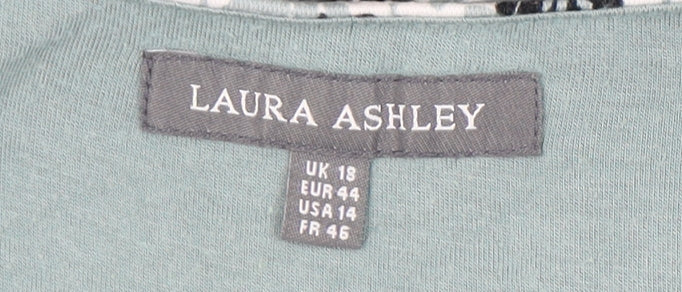 LAURA ASHLEY
UK 18
EUR 44
USA 14
FR 46